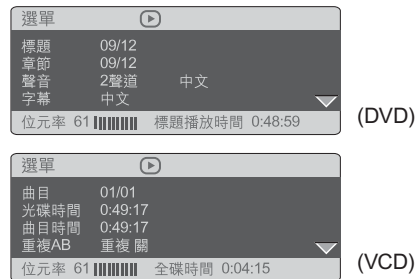 選單
標題 09/12
章節 09/12
聲音 2聲道 中文
字幕 中文
位元率 61 標題播放時間 0:48:59
(DVD)
選單
曲目 01/01
光碟時間 0:49:17
曲目時間 0:49:17
重複AB 重複 關
位元率 61 全碟時間 0:04:15
(VCD)